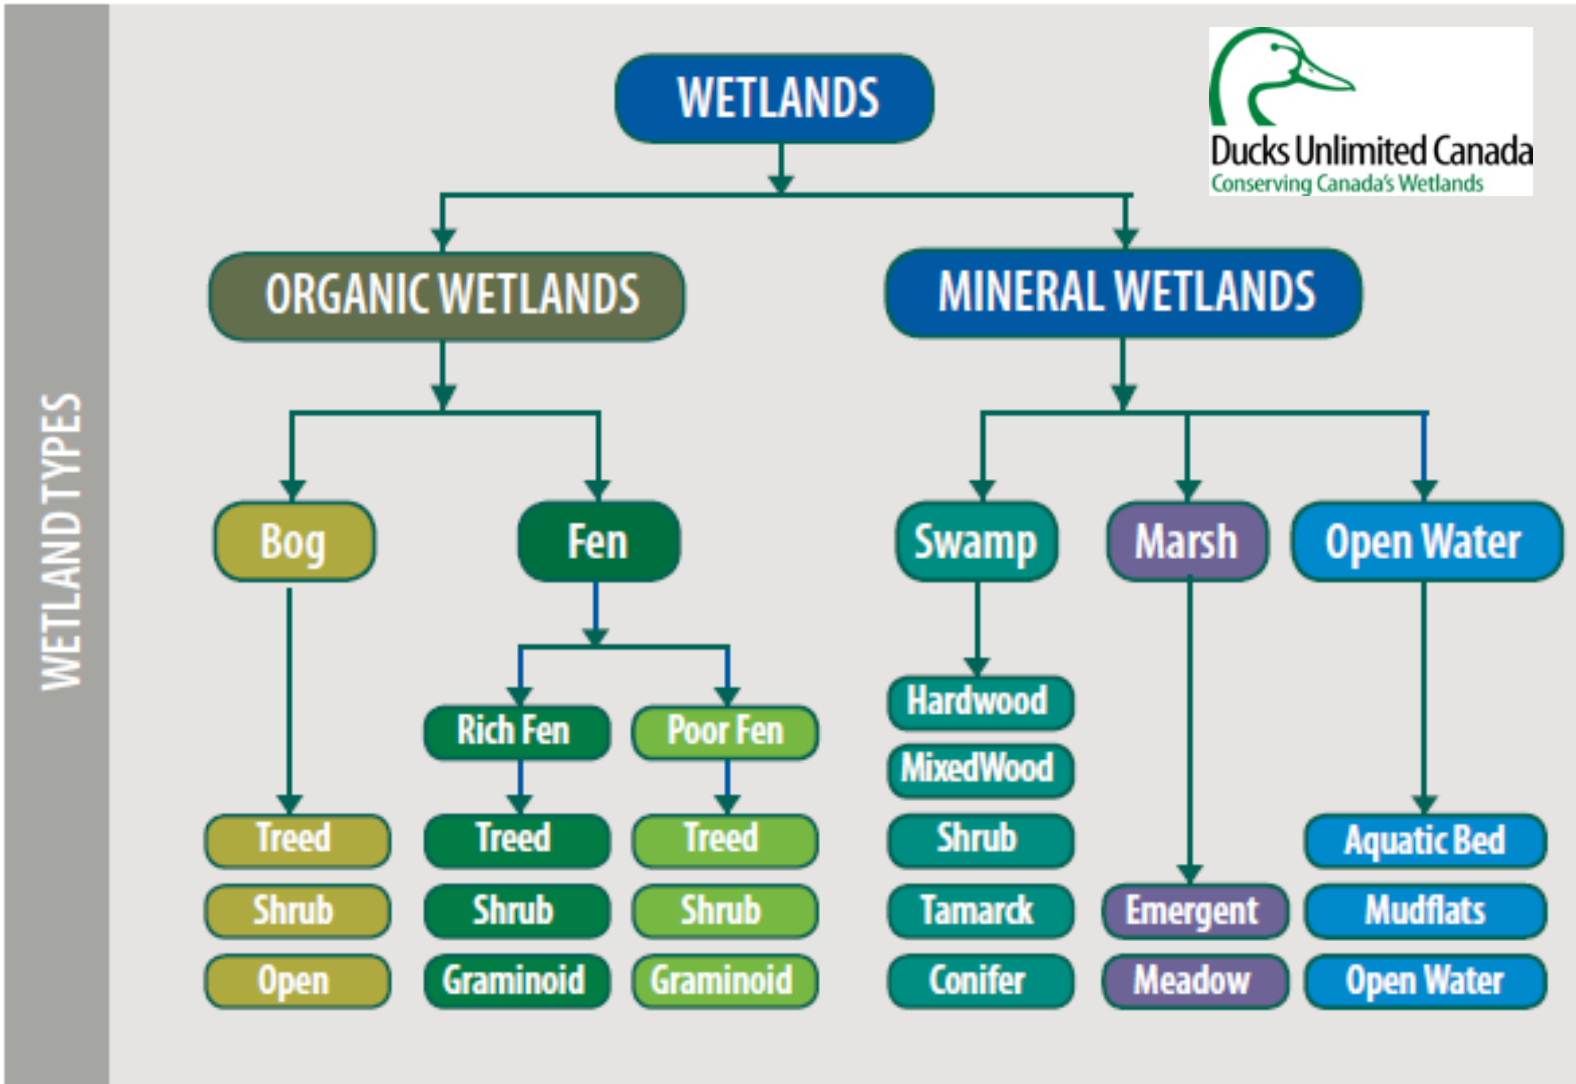 WETLAND TYPES
WETLANDS
Ducks Unlimited Canada
Conserving Canada's Wetlands
ORGANIC WETLANDS
MINERAL WETLANDS
Bog
Fen
Swamp
Marsh
Open Water
Rich Fen
Poor Fen
Treed
Shrub
Open
Treed
Shrub
Graminoid
Treed
Shrub
Graminoid
Hardwood
MixedWood
Shrub
Tamarck
Conifer
Emergent
Meadow
Aquatic Bed
Mudflats
Open Water